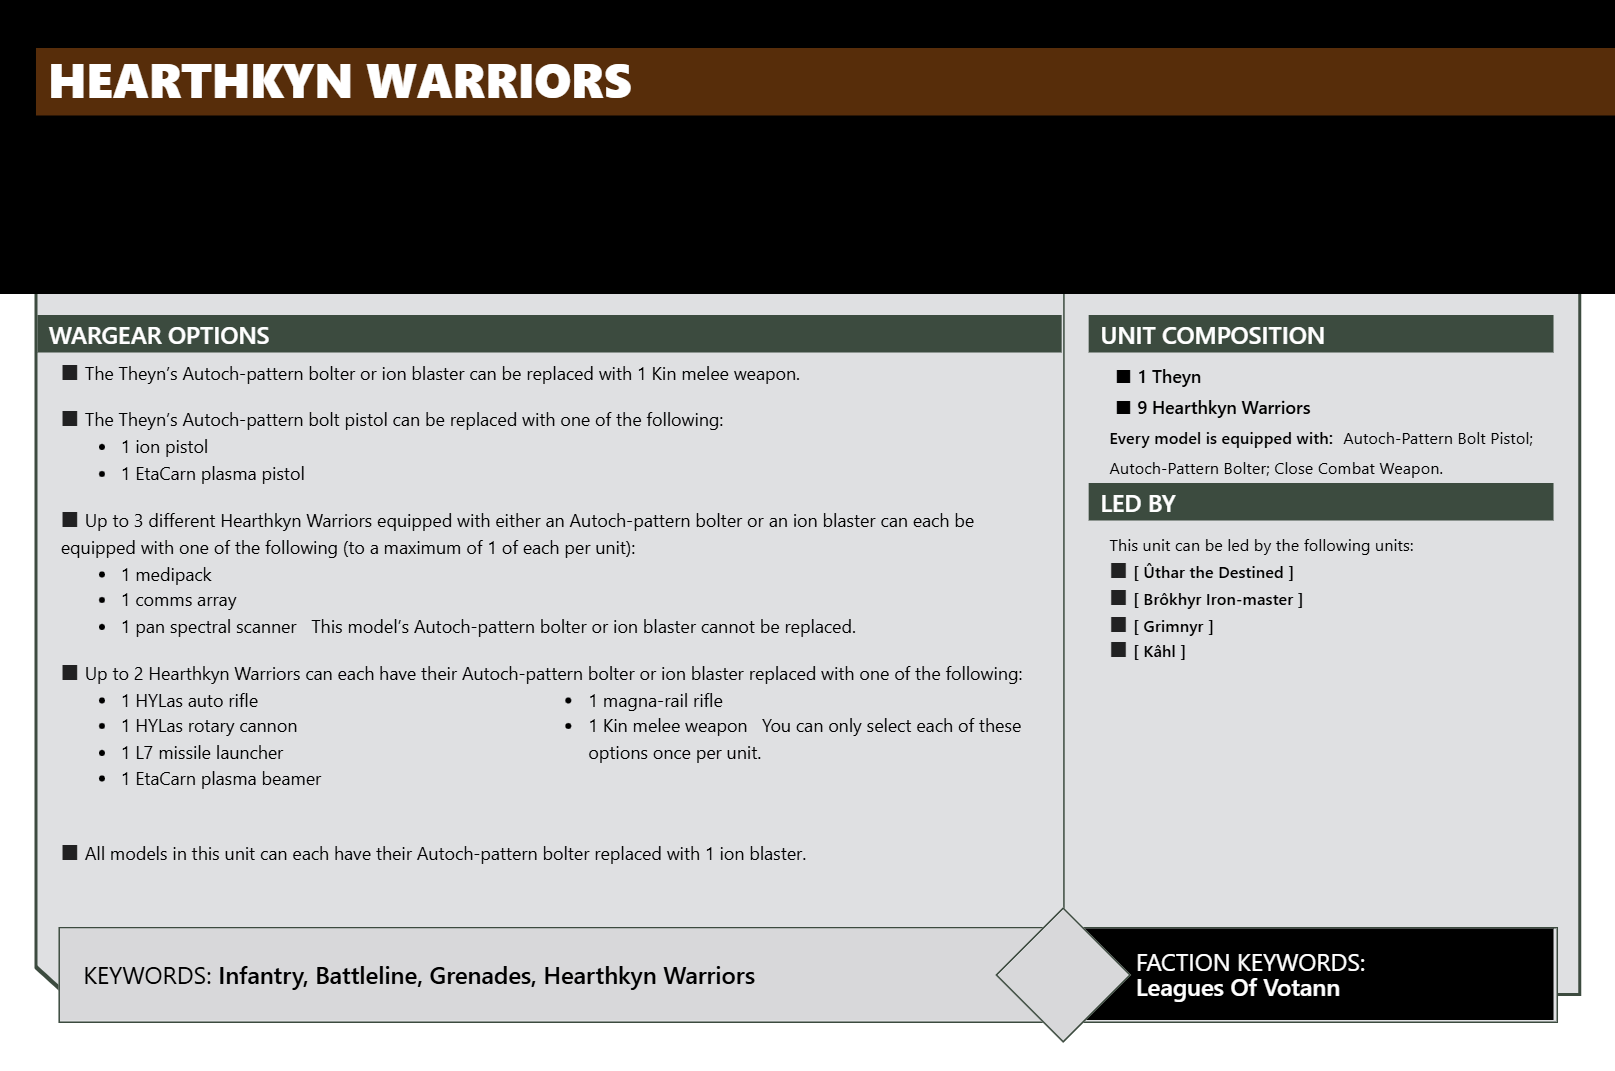 HEARTHKYN WARRIORS
WARGEAR OPTIONS
■ The Theyn’s Autoch-pattern bolter or ion blaster can be replaced with 1 Kin melee weapon.
■ The Theyn’s Autoch-pattern bolt pistol can be replaced with one of the following:
• 1 ion pistol
• 1 EtaCarn plasma pistol
■ Up to 3 different Hearthkyn Warriors equipped with either an Autoch-pattern bolter or an ion blaster can each be
equipped with one of the following (to a maximum of 1 of each per unit):
• 1 medipack
• 1 comms array
• 1 pan spectral scanner This model’s Autoch-pattern bolter or ion blaster cannot be replaced.
■ Up to 2 Hearthkyn Warriors can each have their Autoch-pattern bolter or ion blaster replaced with one of the following:
• 1 HYLas auto rifle
• 1 HYLas rotary cannon
• 1 L7 missile launcher
• 1 EtaCarn plasma beamer
• 1 magna-rail rifle
• 1 Kin melee weapon You can only select each of these
options once per unit.
■ All models in this unit can each have their Autoch-pattern bolter replaced with 1 ion blaster.
UNIT COMPOSITION
■ 1 Theyn
■ 9 Hearthkyn Warriors
Every model is equipped with: Autoch-Pattern Bolt Pistol;
Autoch-Pattern Bolter; Close Combat Weapon.
LED BY
This unit can be led by the following units:
■ [ Ûthar the Destined ]
■ [ Brôkhyr Iron-master ]
■ [ Grimnyr ]
■ [ Kâhl ]
KEYWORDS: Infantry, Battleline, Grenades, Hearthkyn Warriors
FACTION KEYWORDS:
Leagues Of Votann